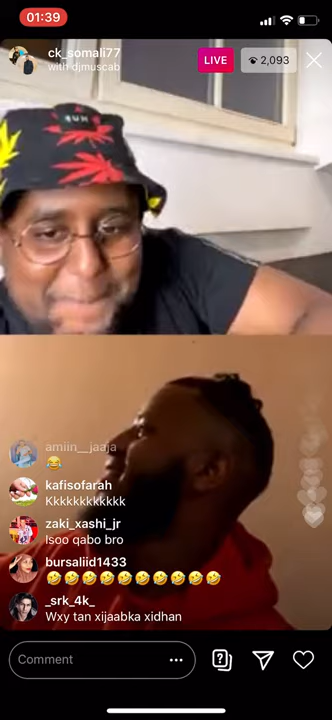 01:39
ck_somali77
with djmuscab
LIVE
2,093
amiin__jaaja
😂
kafisofarah
Kkkkkkkkkkkk
zaki_xashi_jr
Isoo qabo bro
bursaliid1433
🤣🤣🤣🤣🤣🤣🤣🤣🤣🤣
_srk_4k_
Wxy tan xijaabka xidhan
Comment